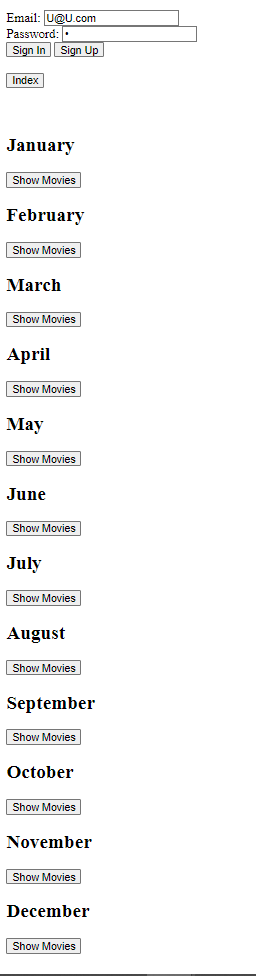 Email: U@U.com
Password: •
Sign In Sign Up
Index
January
Show Movies
February
Show Movies
March
Show Movies
April
Show Movies
May
Show Movies
June
Show Movies
July
Show Movies
August
Show Movies
September
Show Movies
October
Show Movies
November
Show Movies
December
Show Movies